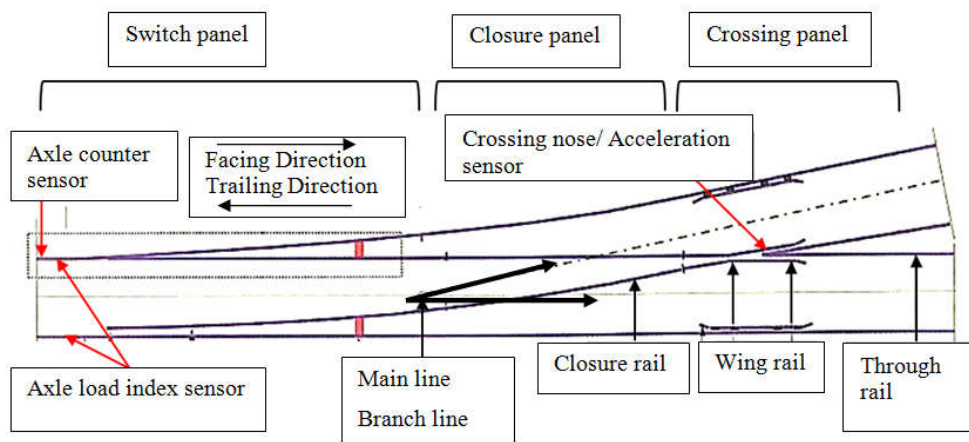 Switch panel
Closure panel
Crossing panel
Axle counter
sensor
Facing Direction
Trailing Direction
Crossing nose/ Acceleration
sensor
Axle load index sensor
Main line
Branch line
Closure rail
Wing rail
Through
rail